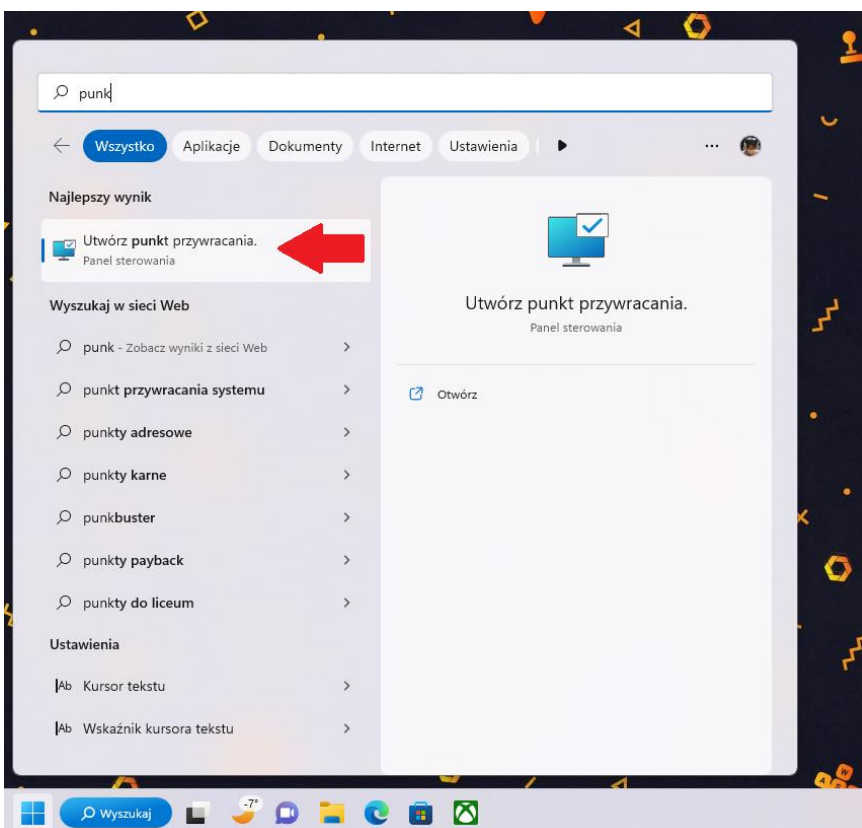 punk
Wszystko Aplikacje Dokumenty Internet Ustawienia ...
Najlepszy wynik
Utwórz punkt przywracania.
Panel sterowania
Wyszukaj w sieci Web
punk - Zobacz wyniki z sieci Web
punkt przywracania systemu
punkty adresowe
punkty karne
punkbuster
punkty payback
punkty do liceum
Ustawienia
Ab Kursor tekstu
Ab Wskaźnik kursora tekstu
Utwórz punkt przywracania.
Panel sterowania
Otwórz
Wyszukaj
-7°
A W